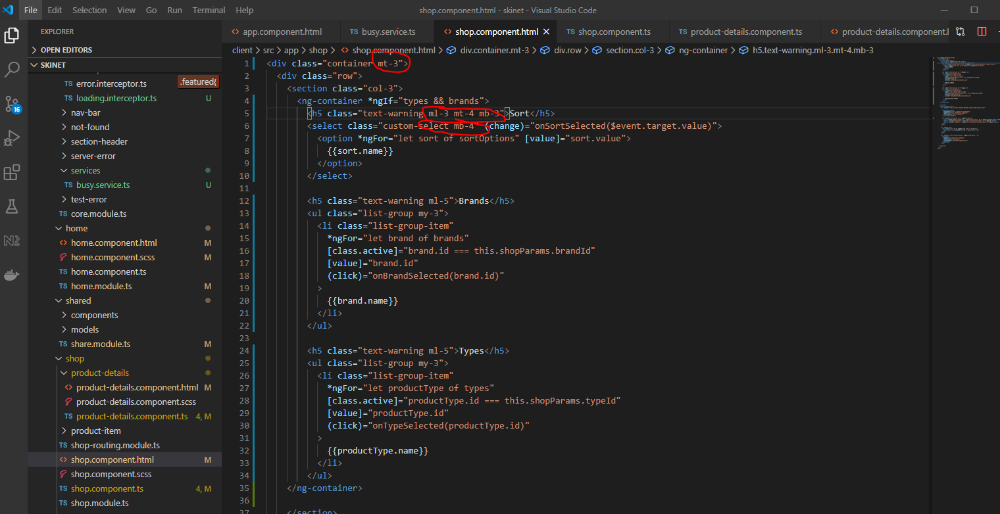 File Edit Selection View Go Run Terminal Help
shop.component.html - skinet - Visual Studio Code
EXPLORER
OPEN EDITORS
SKINET
TS error.interceptor.ts
.featured{
TS loading.interceptor.ts U
nav-bar
not-found
section-header
server-error
services
TS busy.service.ts U
test-error
TS core.module.ts
home
<> home.component.html M
home.component.scss M
TS home.component.ts
TS home.module.ts M
shared
components
models
TS share.module.ts M
shop
product-details
<> product-details.component.html M
product-details.component.scss
TS product-details.component.ts 4, M
product-item
TS shop-routing.module.ts
<> shop.component.html M
shop.component.scss
TS shop.component.ts 4, M
TS shop.module.ts
16
N2
<> app.component.html TS busy.service.ts <> shop.component.html × TS shop.component.ts TS product-details.component.ts <> product-details.component.l
client > src > app > shop > <> shop.component.html > div.container.mt-3 > div.row > section.col-3 > ng-container > h5.text-warning.ml-3.mt-4.mb-3
1 <div class="container mt-3">
2 <div class="row">
3 <section class="col-3">
4 <ng-container *ngIf="types && brands">
5 <h5 class="text-warning ml-3 mt-4 mb-3">Sort</h5>
6 <select class="custom-select mb-4" (change)="onSortSelected($event.target.value)">
7 <option *ngFor="let sort of sortOptions" [value]="sort.value">
8 {{sort.name}}
9 </option>
10 </select>
11
12 <h5 class="text-warning ml-5">Brands</h5>
13 <ul class="list-group my-3">
14 <li class="list-group-item"
15 *ngFor="let brand of brands"
16 [class.active]="brand.id === this.shopParams.brandId"
17 [value]="brand.id"
18 (click)="onBrandSelected(brand.id)"
19 >
20 {{brand.name}}
21 </li>
22 </ul>
23
24 <h5 class="text-warning ml-5">Types</h5>
25 <ul class="list-group my-3">
26 <li class="list-group-item"
27 *ngFor="let productType of types"
28 [class.active]="productType.id === this.shopParams.typeId"
29 [value]="productType.id"
30 (click)="onTypeSelected(productType.id)"
31 >
32 {{productType.name}}
33 </li>
34 </ul>
35 </ng-container>
36
37 </section>